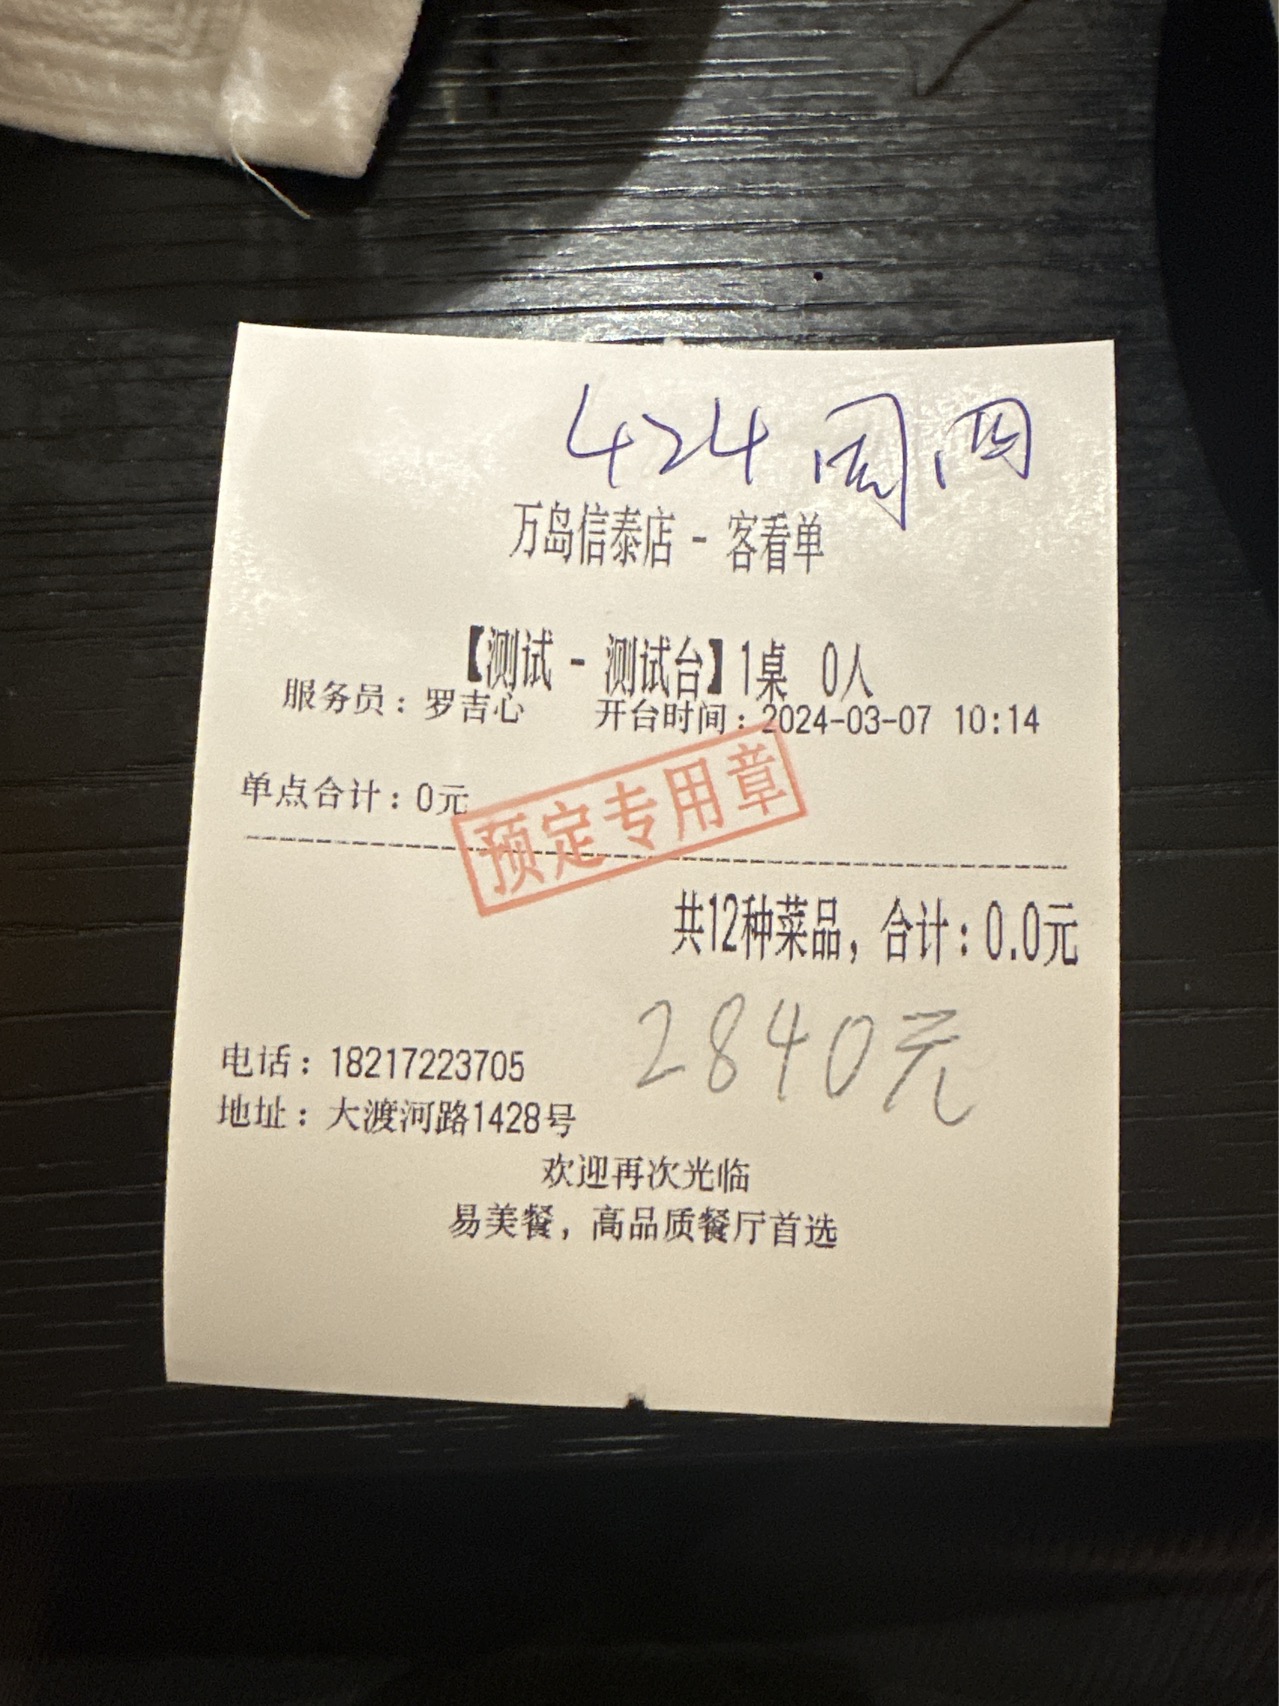 424 周四
万岛信泰店 - 客看单
【测试 - 测试台】1桌 0人
服务员：罗吉心 开台时间：2024-03-07 10:14
单点合计：0元
预定专用章
共12种菜品，合计：0.0元
2840元
电话：18217223705
地址：大渡河路1428号
欢迎再次光临
易美餐，高品质餐厅首选